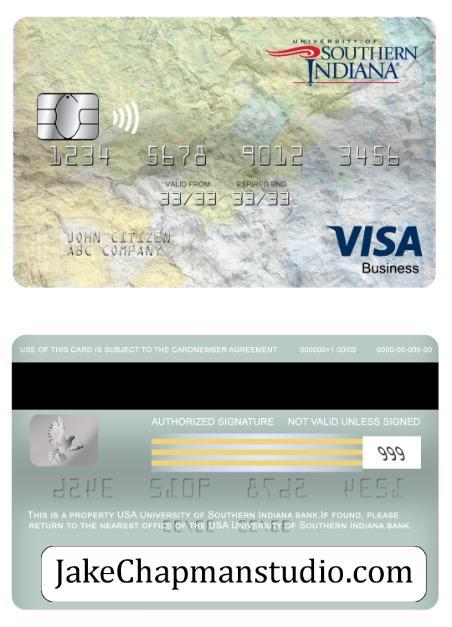 UNIVERSITY OF
SOUTHERN
INDIANA
1234 5678 9012 3456
VALID FROM EXPIRED END
33/33 33/33
JOHN CITIZEN
ABC COMPANY
VISA
Business
USE OF THIS CARD IS SUBJECT TO THE CARDMEMBER AGREEMENT 000000+1 00/00 0000-00-000-00
AUTHORIZED SIGNATURE NOT VALID UNLESS SIGNED
999
THIS IS A PROPERTY USA UNIVERSITY OF SOUTHERN INDIANA BANK.IF FOUND, PLEASE
RETURN TO THE NEAREST OFFICE OF THE USA UNIVERSITY OF SOUTHERN INDIANA BANK.
JakeChapmanstudio.com